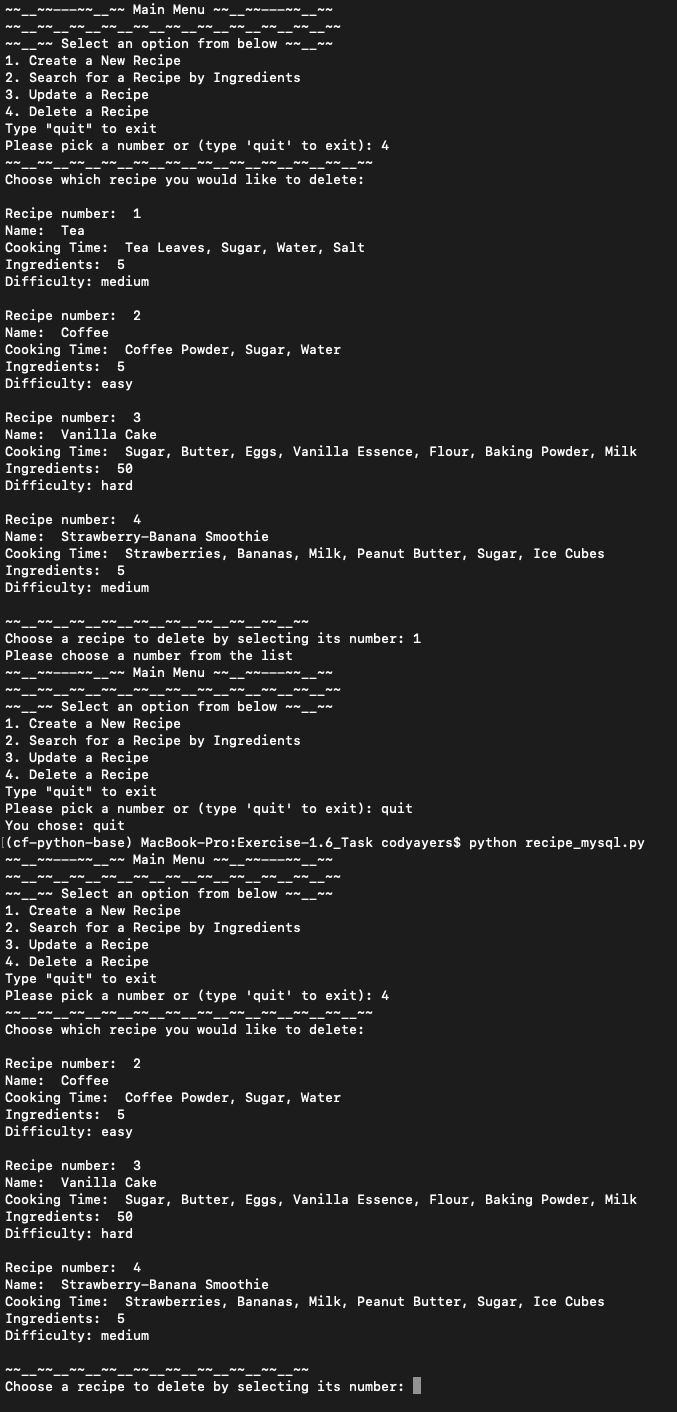 ~~__~~---~~__~~ Main Menu ~~__~~---~~__~~
~~__~~__~~__~~__~~__~~__~~__~~__~~__~~__~~
~~__~~ Select an option from below ~~__~~
1. Create a New Recipe
2. Search for a Recipe by Ingredients
3. Update a Recipe
4. Delete a Recipe
Type "quit" to exit
Please pick a number or (type 'quit' to exit): 4
~~__~~__~~__~~__~~__~~__~~__~~__~~__~~__~~__~~
Choose which recipe you would like to delete:
Recipe number:  1
Name:  Tea
Cooking Time:  Tea Leaves, Sugar, Water, Salt
Ingredients:  5
Difficulty: medium
Recipe number:  2
Name:  Coffee
Cooking Time:  Coffee Powder, Sugar, Water
Ingredients:  5
Difficulty: easy
Recipe number:  3
Name:  Vanilla Cake
Cooking Time:  Sugar, Butter, Eggs, Vanilla Essence, Flour, Baking Powder, Milk
Ingredients:  50
Difficulty: hard
Recipe number:  4
Name:  Strawberry-Banana Smoothie
Cooking Time:  Strawberries, Bananas, Milk, Peanut Butter, Sugar, Ice Cubes
Ingredients:  5
Difficulty: medium
~~__~~__~~__~~__~~__~~__~~__~~__~~__~~
Choose a recipe to delete by selecting its number: 1
Please choose a number from the list
~~__~~---~~__~~ Main Menu ~~__~~---~~__~~
~~__~~__~~__~~__~~__~~__~~__~~__~~__~~__~~
~~__~~ Select an option from below ~~__~~
1. Create a New Recipe
2. Search for a Recipe by Ingredients
3. Update a Recipe
4. Delete a Recipe
Type "quit" to exit
Please pick a number or (type 'quit' to exit): quit
You chose: quit
[(cf-python-base) MacBook-Pro:Exercise-1.6_Task codyayers$ python recipe_mysql.py
~~__~~---~~__~~ Main Menu ~~__~~---~~__~~
~~__~~__~~__~~__~~__~~__~~__~~__~~__~~__~~
~~__~~ Select an option from below ~~__~~
1. Create a New Recipe
2. Search for a Recipe by Ingredients
3. Update a Recipe
4. Delete a Recipe
Type "quit" to exit
Please pick a number or (type 'quit' to exit): 4
~~__~~__~~__~~__~~__~~__~~__~~__~~__~~__~~__~~
Choose which recipe you would like to delete:
Recipe number:  2
Name:  Coffee
Cooking Time:  Coffee Powder, Sugar, Water
Ingredients:  5
Difficulty: easy
Recipe number:  3
Name:  Vanilla Cake
Cooking Time:  Sugar, Butter, Eggs, Vanilla Essence, Flour, Baking Powder, Milk
Ingredients:  50
Difficulty: hard
Recipe number:  4
Name:  Strawberry-Banana Smoothie
Cooking Time:  Strawberries, Bananas, Milk, Peanut Butter, Sugar, Ice Cubes
Ingredients:  5
Difficulty: medium
~~__~~__~~__~~__~~__~~__~~__~~__~~__~~
Choose a recipe to delete by selecting its number: